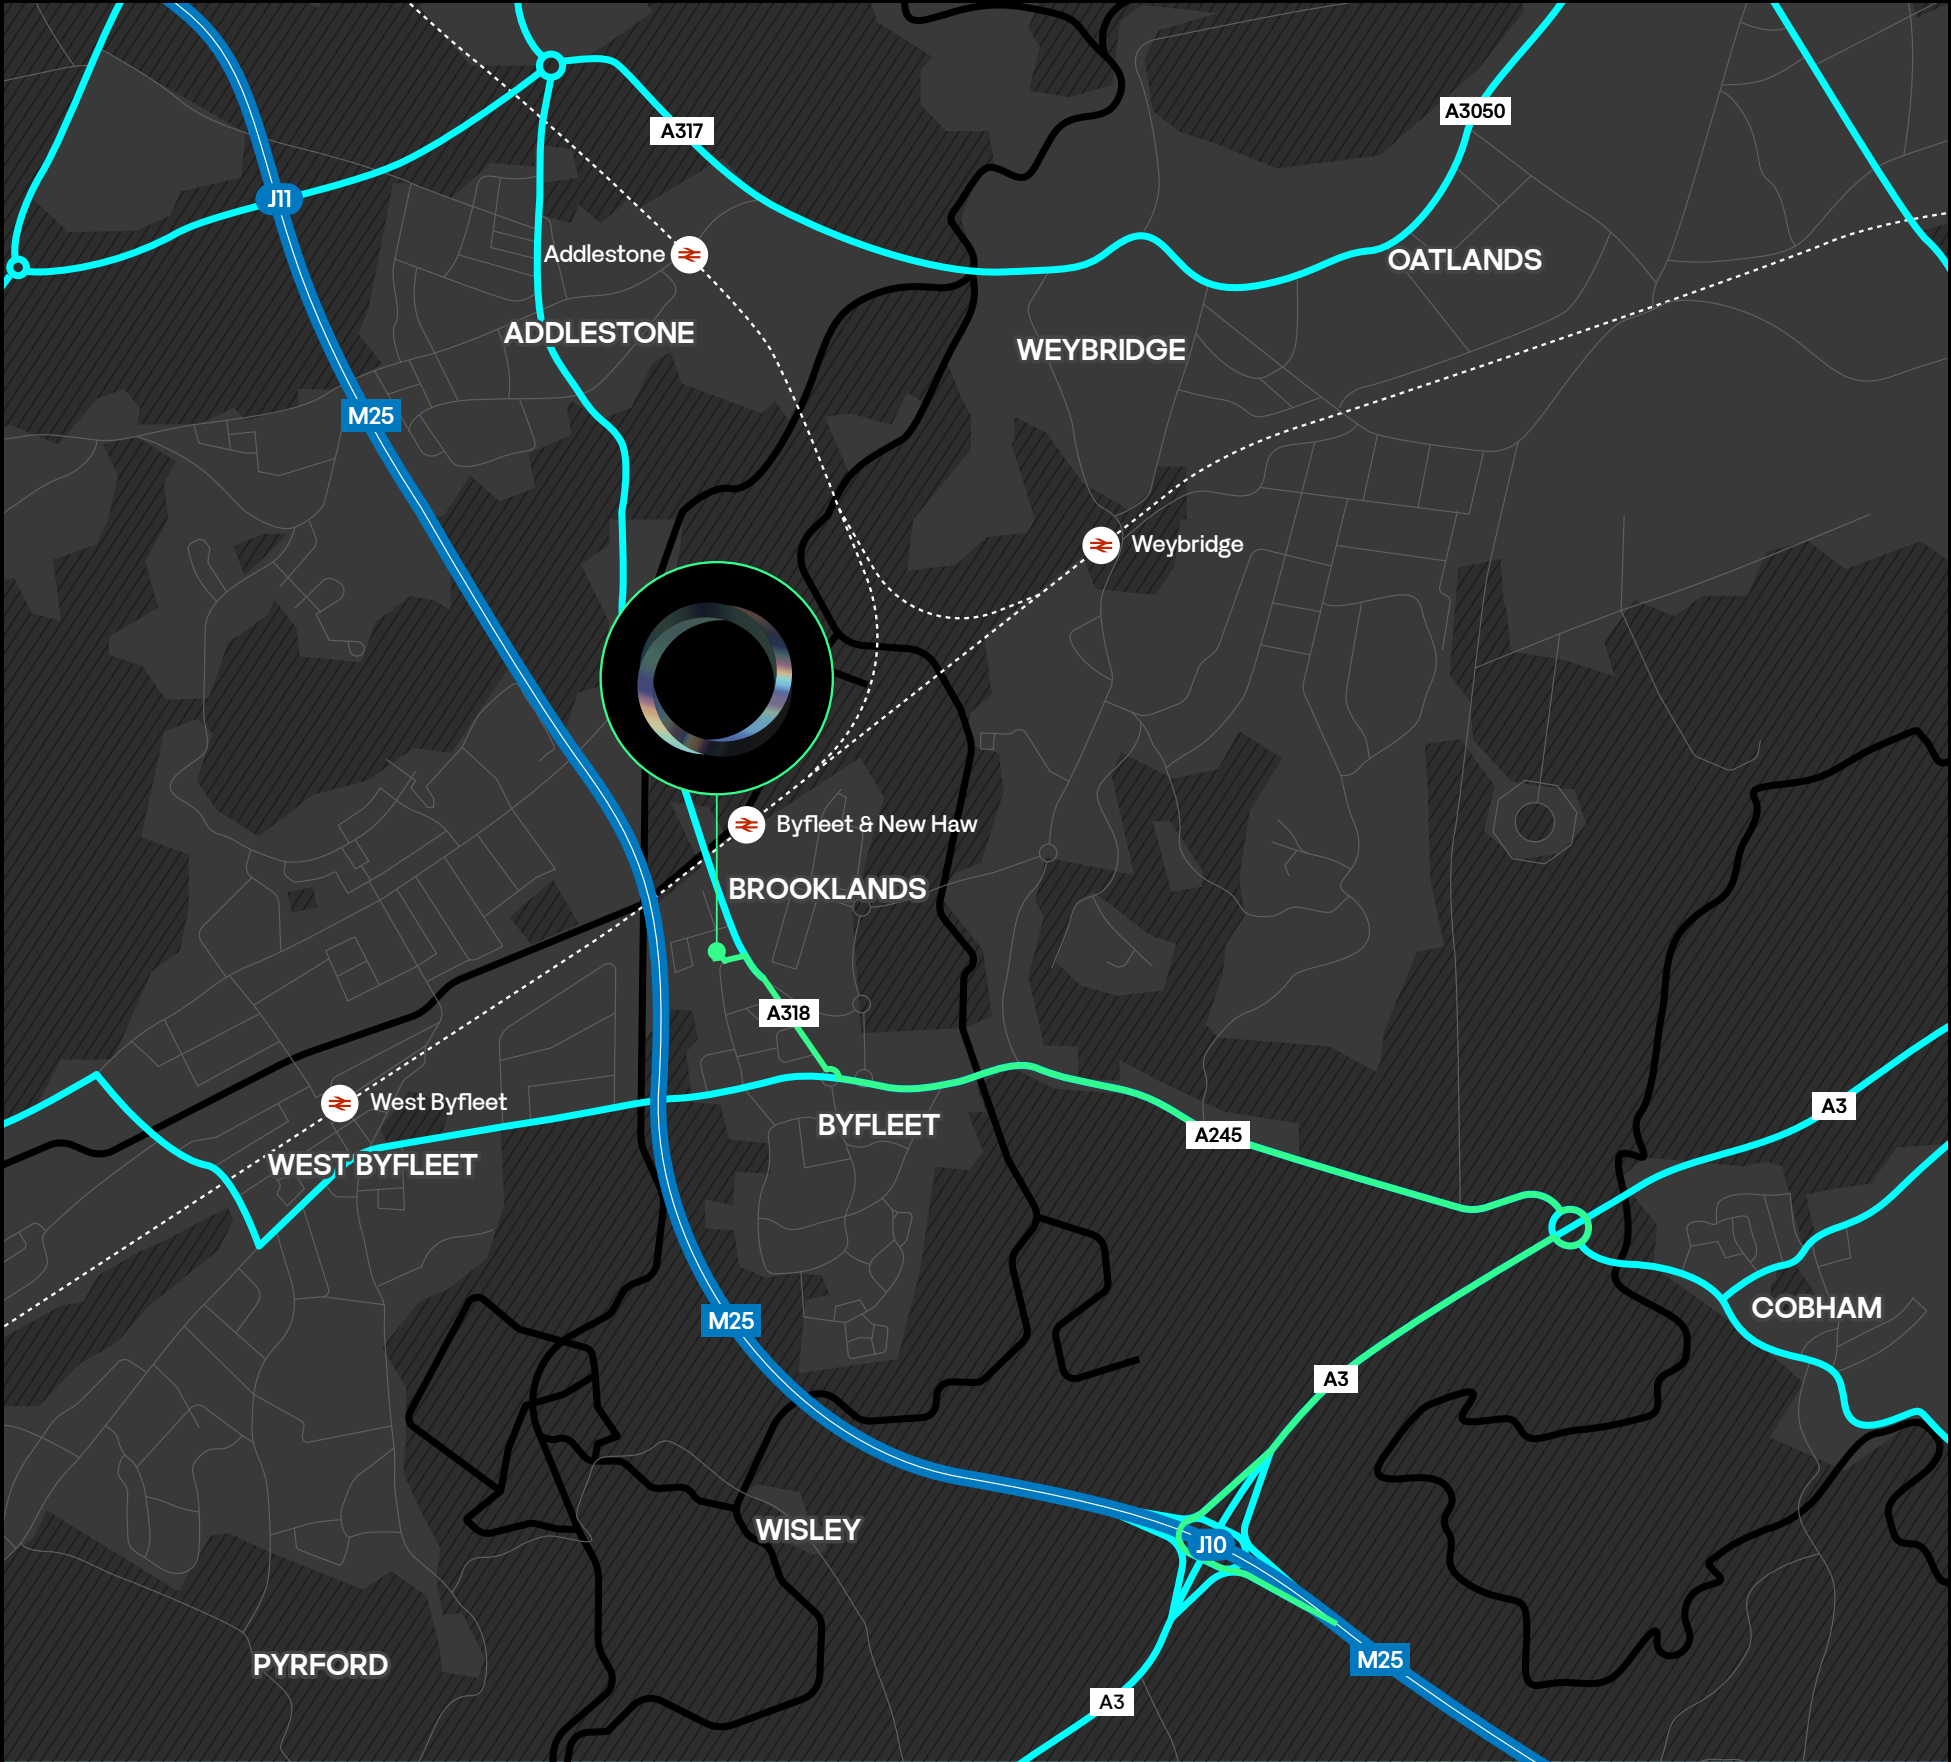 A3050
A317
J11
Addlestone
OATLANDS
ADDLESTONE
WEYBRIDGE
M25
Weybridge
Byfleet & New Haw
BROOKLANDS
A318
West Byfleet
A3
BYFLEET
A245
WEST BYFLEET
COBHAM
M25
A3
WISLEY
J10
PYRFORD
M25
A3